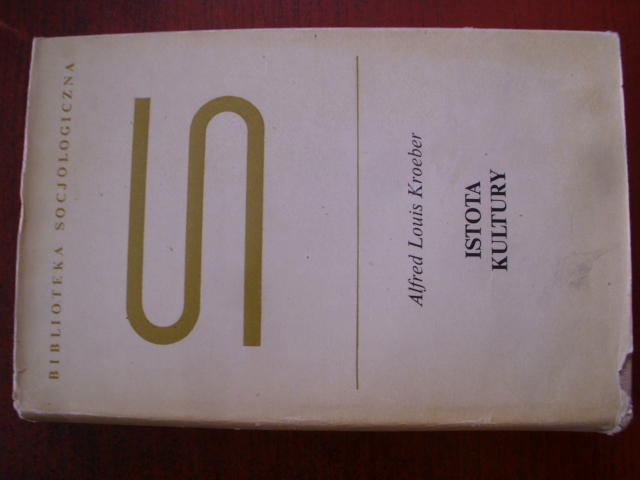 BIBLIOTEKA SOCJOLOGICZNA
S
Alfred Louis Kroeber
ISTOTA
KULTURY